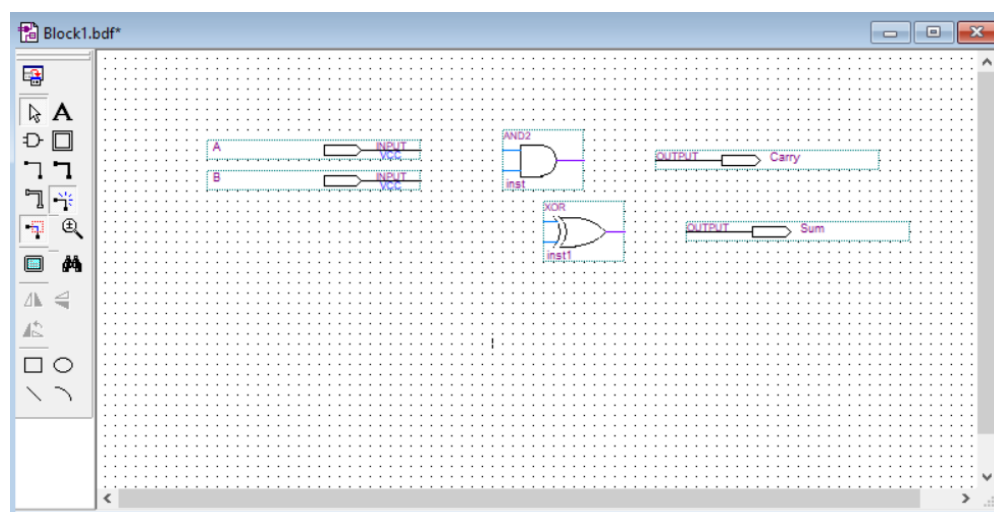 Block1.bdf*
A
A INPUT
VCC
B INPUT
VCC
AND2
inst
OUTPUT Carry
XOR
inst1
OUTPUT Sum